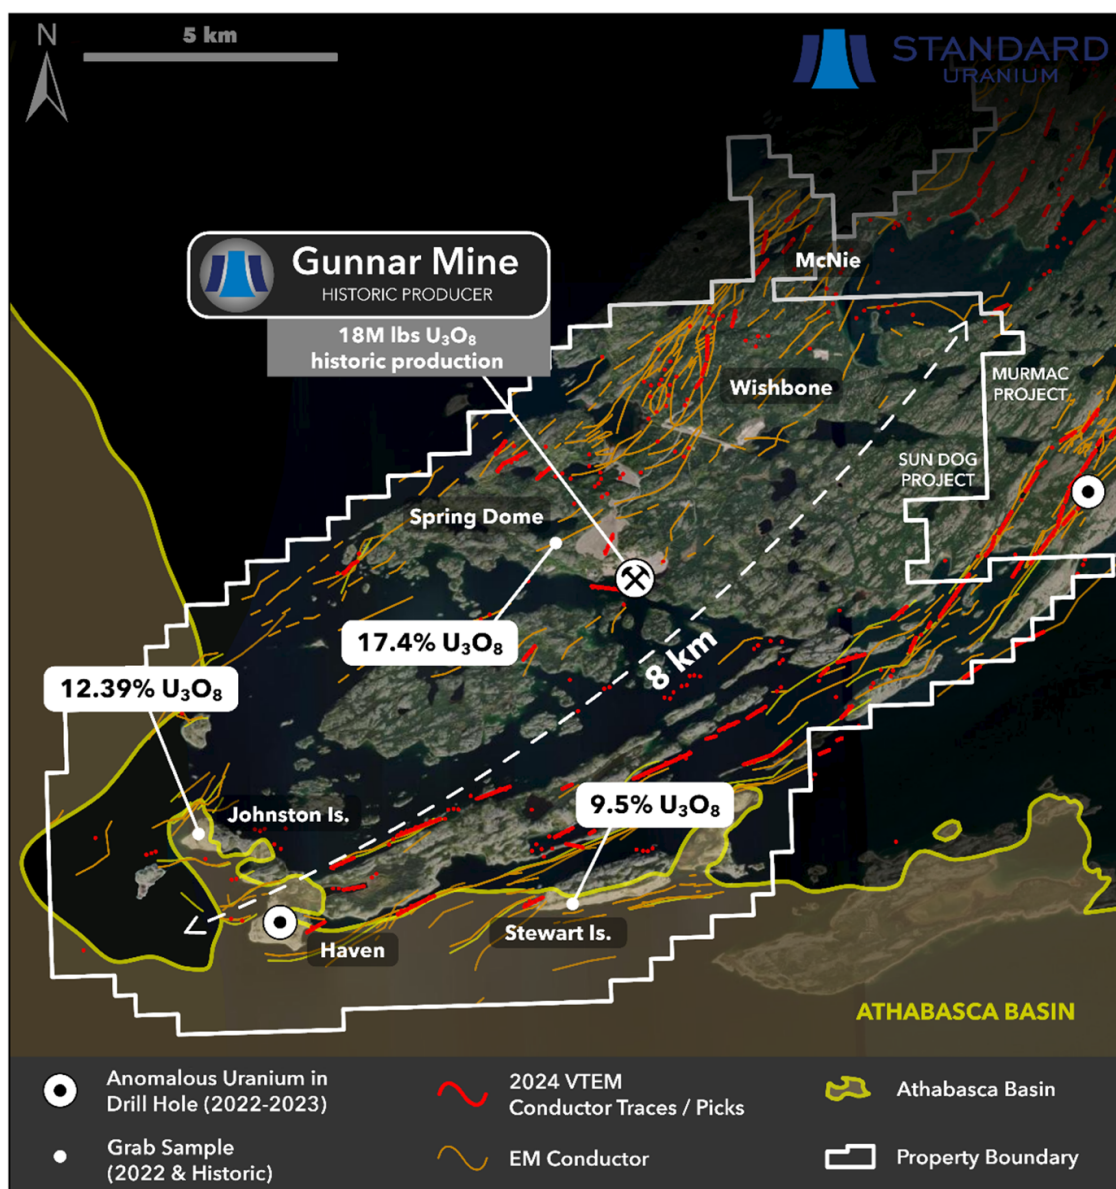 N
5 km
STANDARD
URANIUM
Gunnar Mine
HISTORIC PRODUCER
18M lbs U₃O₈
historic production
McNie
Wishbone
MURMAC
PROJECT
SUN DOG
PROJECT
Spring Dome
17.4% U₃O₈
8 km
12.39% U₃O₈
Johnston Is.
9.5% U₃O₈
Stewart Is.
Haven
ATHABASCA BASIN
Anomalous Uranium in
Drill Hole (2022-2023)
2024 VTEM
Conductor Traces / Picks
Athabasca Basin
Grab Sample
(2022 & Historic)
EM Conductor
Property Boundary